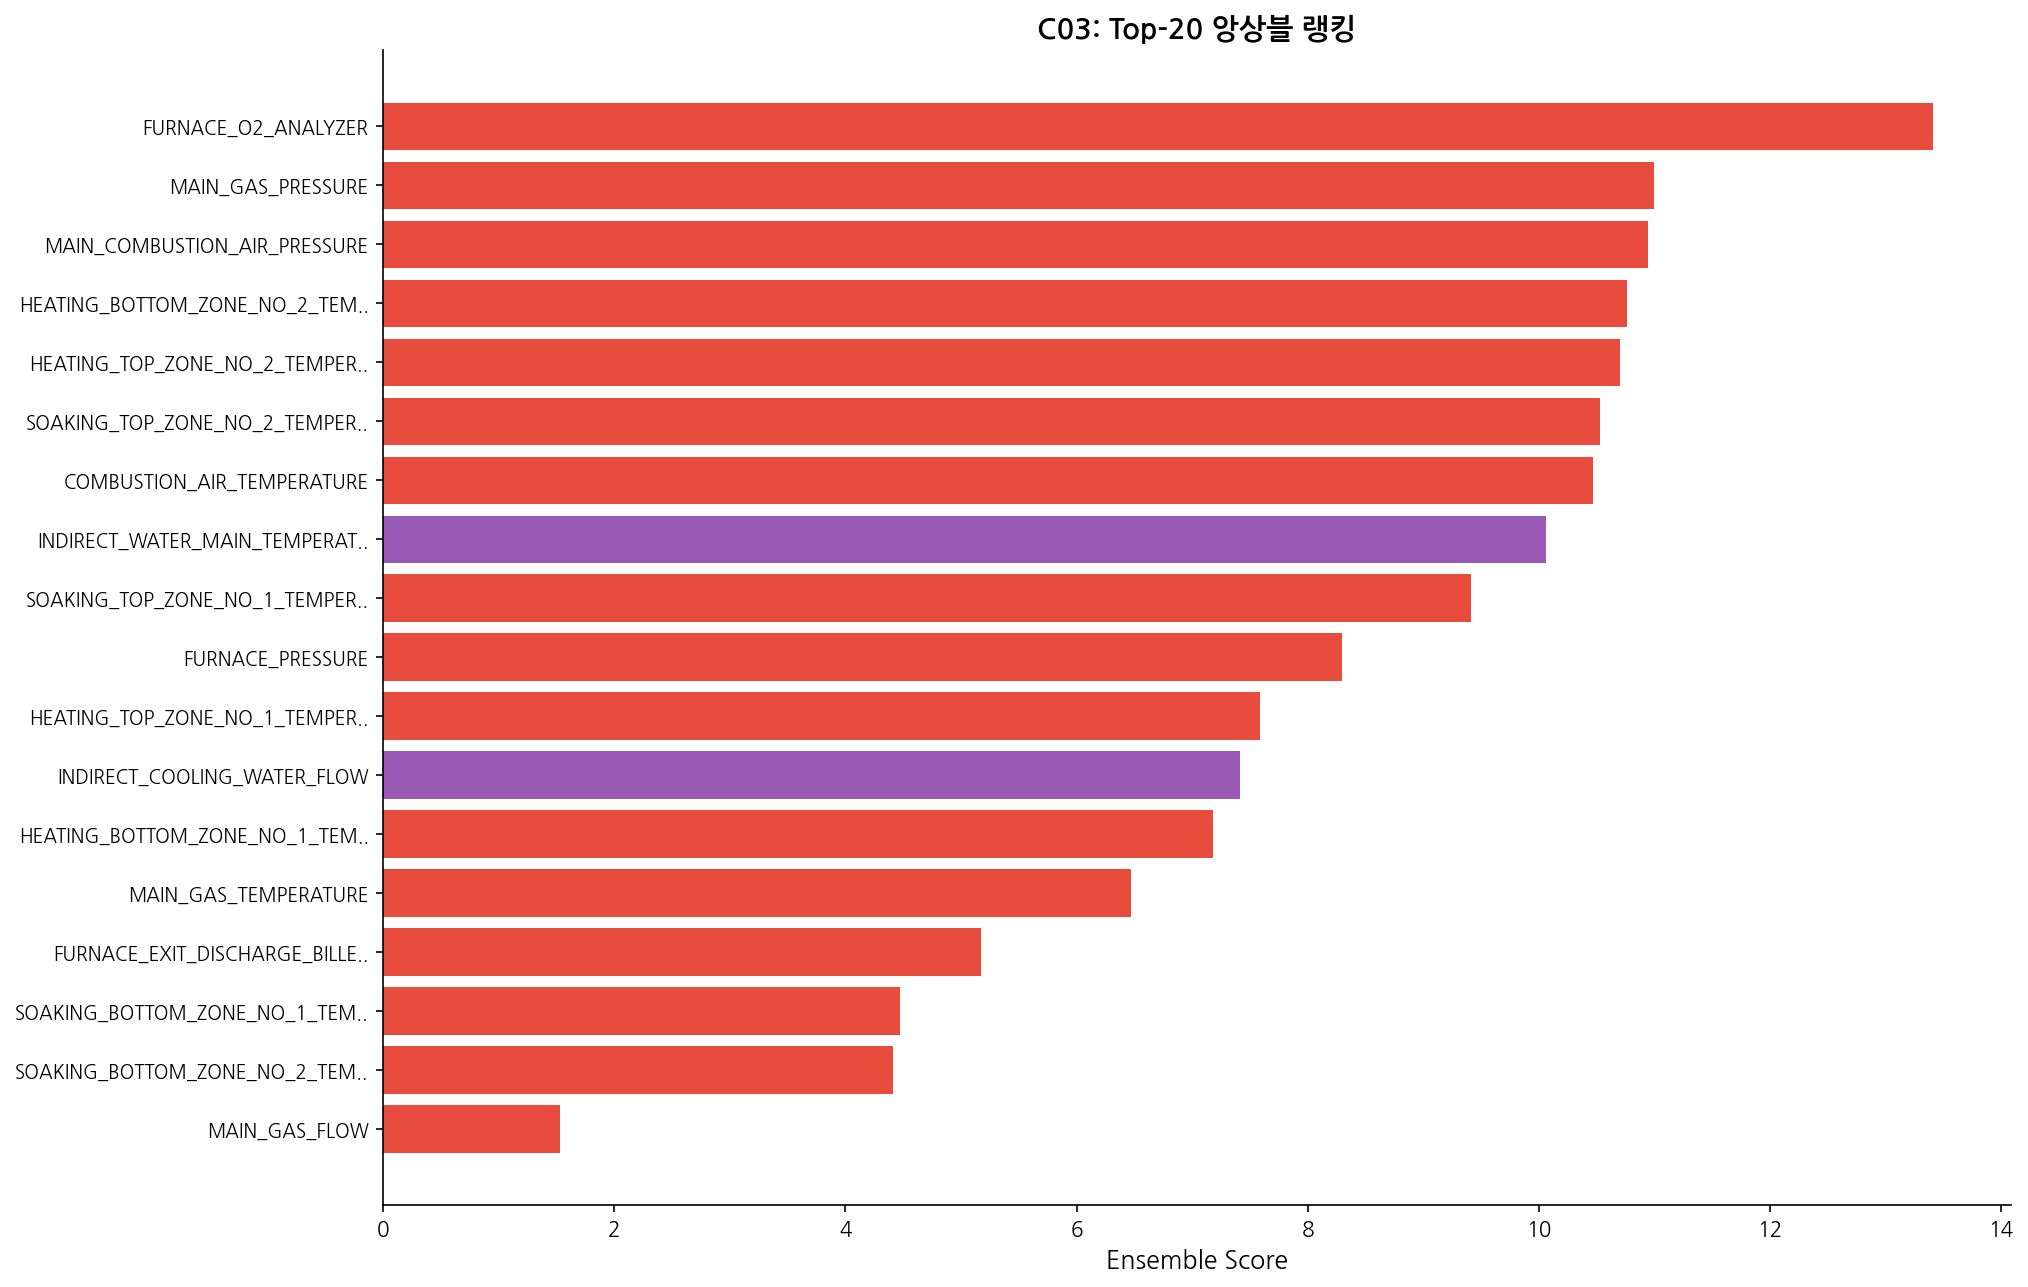 C03: Top-20 앙상블 랭킹
FURNACE_O2_ANALYZER
MAIN_GAS_PRESSURE
MAIN_COMBUSTION_AIR_PRESSURE
HEATING_BOTTOM_ZONE_NO_2_TEM..
HEATING_TOP_ZONE_NO_2_TEMPER..
SOAKING_TOP_ZONE_NO_2_TEMPER..
COMBUSTION_AIR_TEMPERATURE
INDIRECT_WATER_MAIN_TEMPERAT..
SOAKING_TOP_ZONE_NO_1_TEMPER..
FURNACE_PRESSURE
HEATING_TOP_ZONE_NO_1_TEMPER..
INDIRECT_COOLING_WATER_FLOW
HEATING_BOTTOM_ZONE_NO_1_TEM..
MAIN_GAS_TEMPERATURE
FURNACE_EXIT_DISCHARGE_BILLE..
SOAKING_BOTTOM_ZONE_NO_1_TEM..
SOAKING_BOTTOM_ZONE_NO_2_TEM..
MAIN_GAS_FLOW
0 2 4 6 8 10 12 14
Ensemble Score